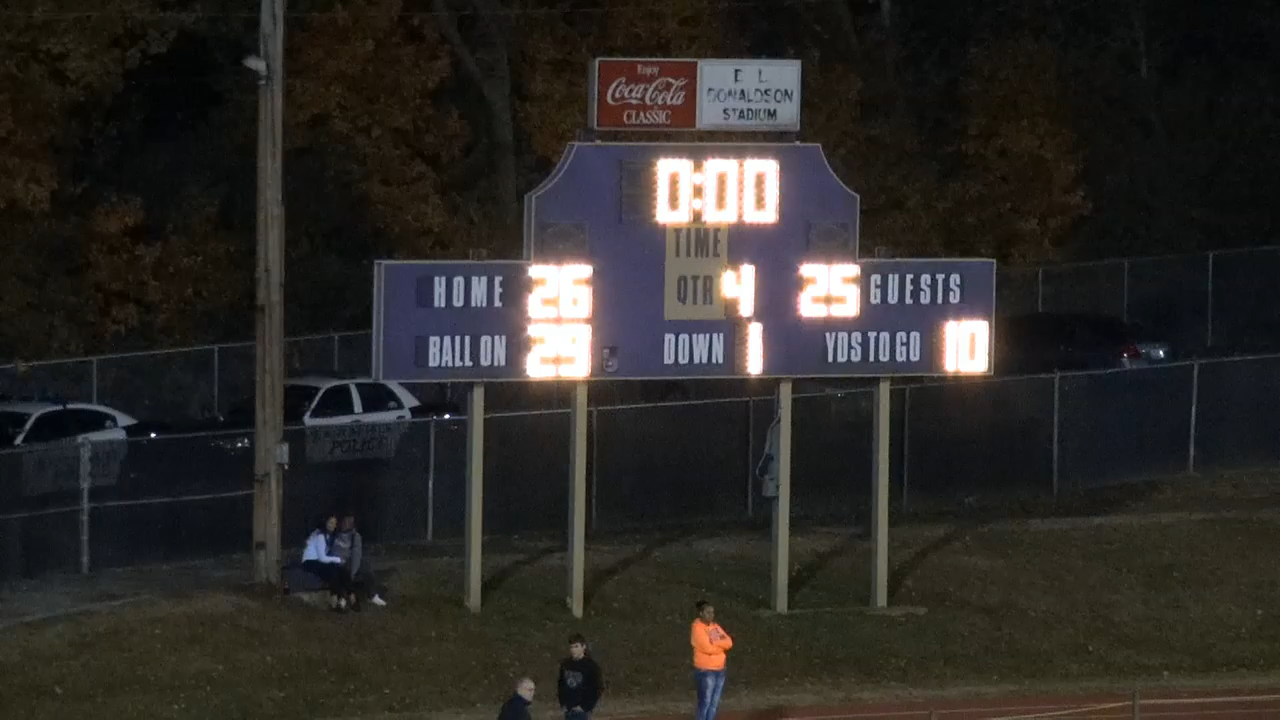 Enjoy
Coca-Cola
CLASSIC
E. L.
DONALDSON
STADIUM
0:00
TIME
HOME 26
QTR 4
25 GUESTS
BALL ON 29
DOWN 1
YDS TO GO 10
POLICE